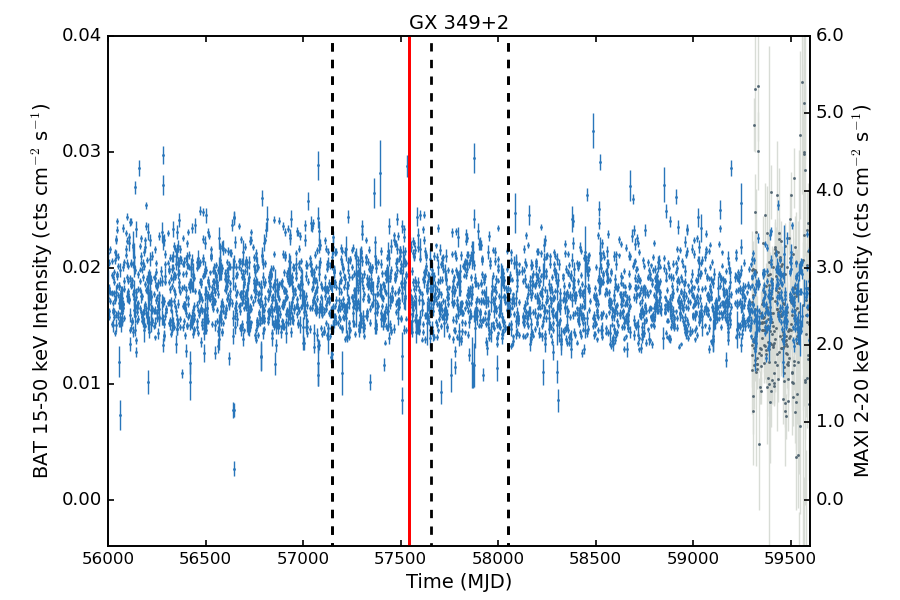 GX 349+2
BAT 15-50 keV Intensity (cts cm⁻² s⁻¹)
0.04
0.03
0.02
0.01
0.00
6.0
5.0
4.0
3.0
2.0
1.0
0.0
MAXI 2-20 keV Intensity (cts cm⁻² s⁻¹)
56000 56500 57000 57500 58000 58500 59000 59500
Time (MJD)